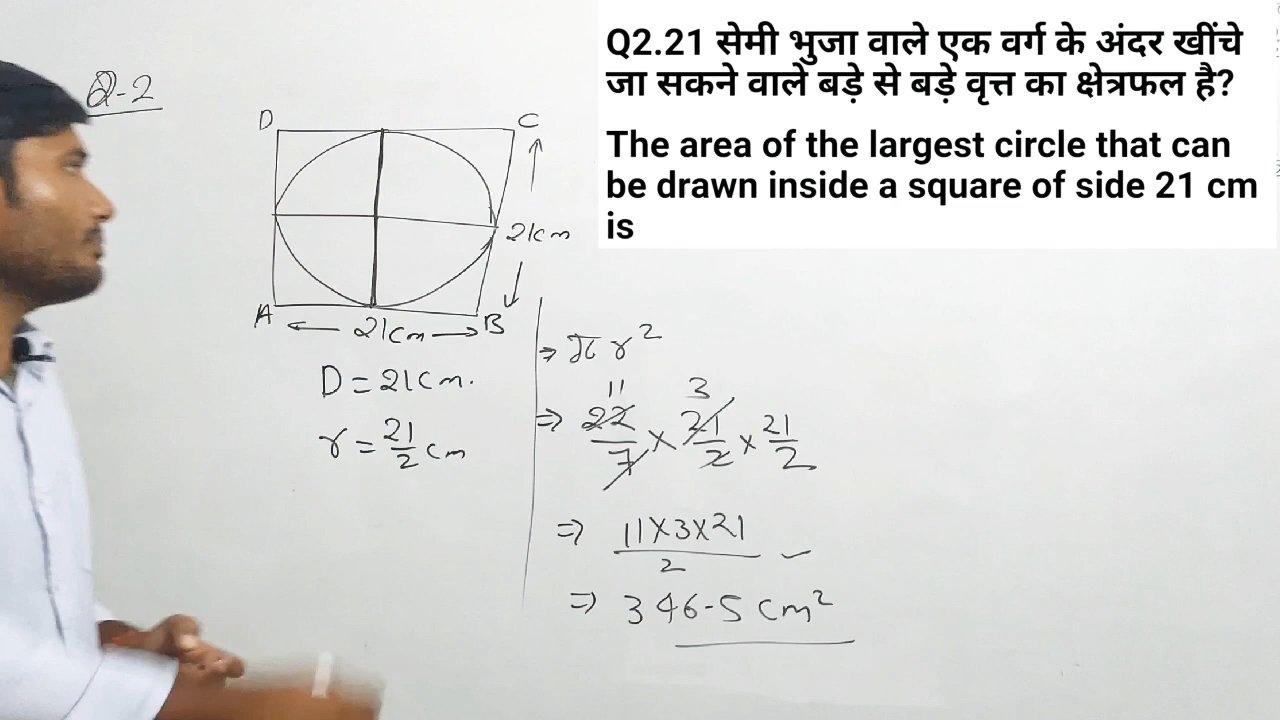 Q2.21 सेमी भुजा वाले एक वर्ग के अंदर खींचे
जा सकने वाले बड़े से बड़े वृत्त का क्षेत्रफल है?
The area of the largest circle that can
be drawn inside a square of side 21 cm
is
Q-2
D
C
21cm
A
21cm
B
D=21cm.
r=21/2 cm
⇒ πr²
11 3
⇒ 22/7 × 21/2 × 21/2
⇒ 11×3×21/2
⇒ 346.5 cm²